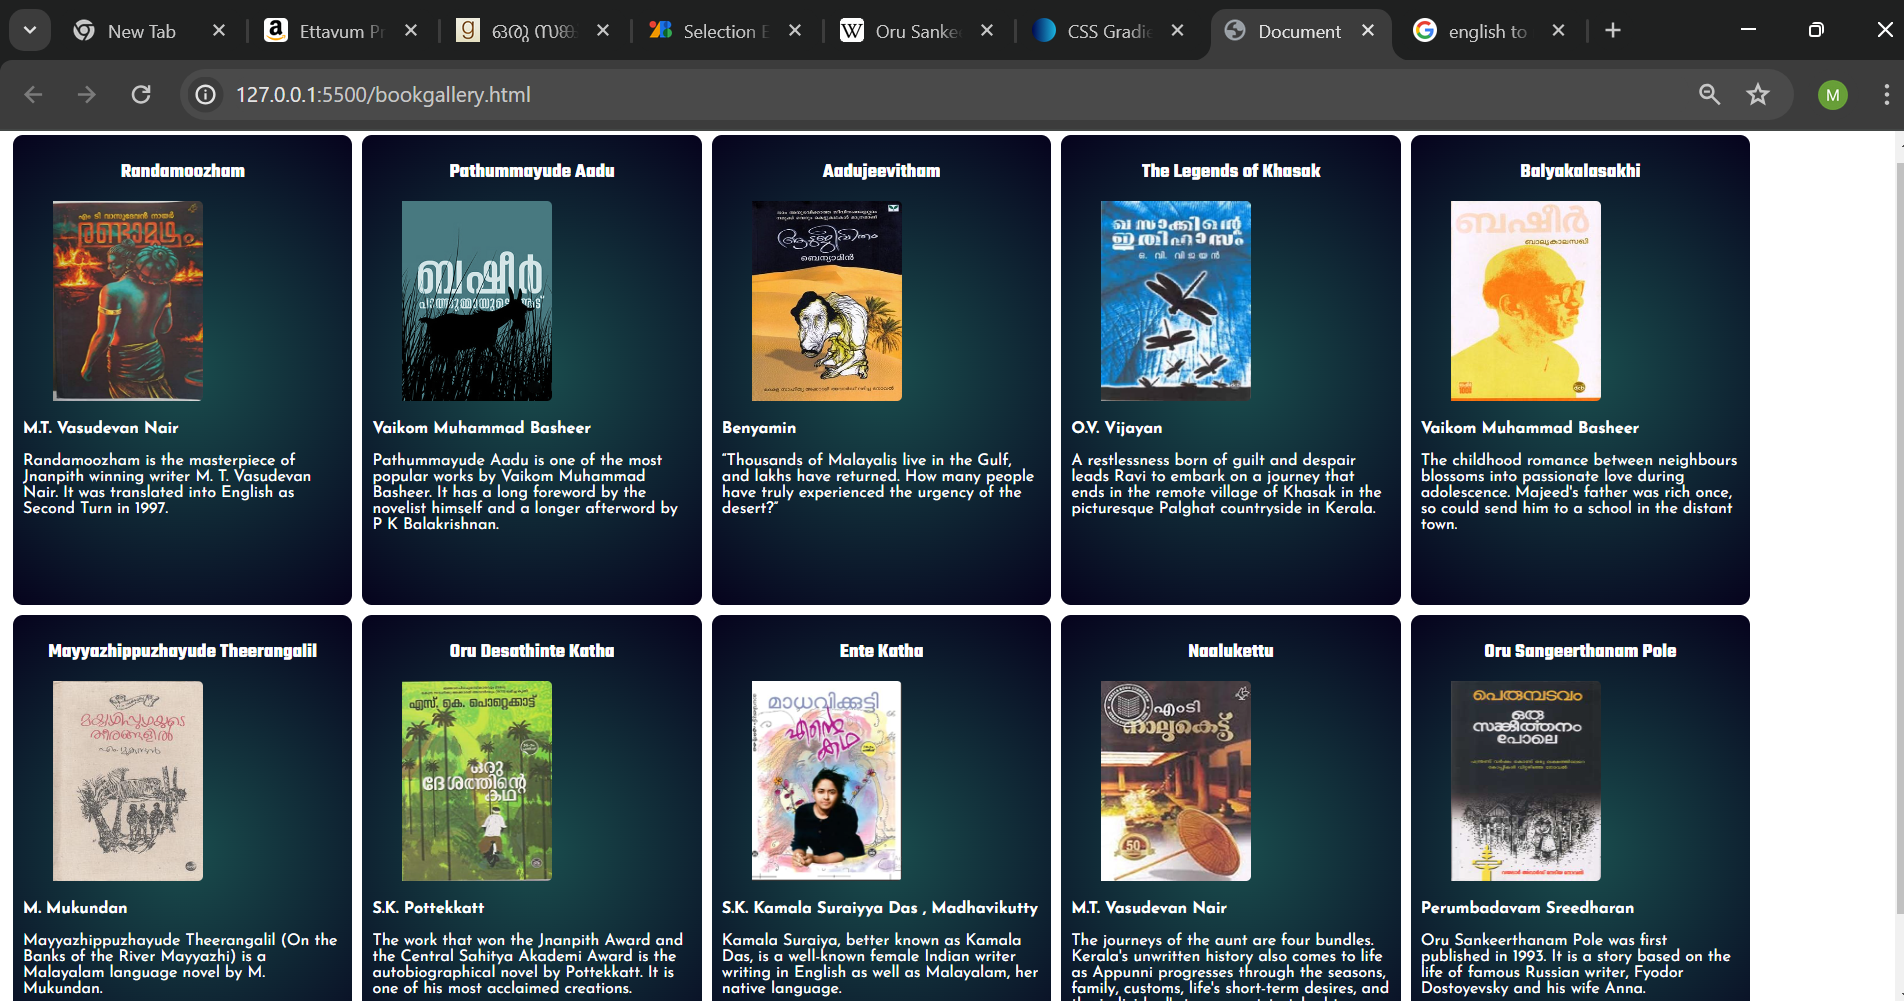 New Tab
Ettavum Pr
ഒരു സങ്ക
Selection E
Oru Sanke
CSS Gradie
Document
english to
127.0.0.1:5500/bookgallery.html
M
Randamoozham
എം ടി വാസുദേവൻ നായർ
രണ്ടാമൂഴം
M.T. Vasudevan Nair
Randamoozham is the masterpiece of
Jnanpith winning writer M. T. Vasudevan
Nair. It was translated into English as
Second Turn in 1997.
Pathummayude Aadu
ബഷീർ
പാത്തുമ്മായുടെ ആട്
Vaikom Muhammad Basheer
Pathummayude Aadu is one of the most
popular works by Vaikom Muhammad
Basheer. It has a long foreword by the
novelist himself and a longer afterword by
P K Balakrishnan.
Aadujeevitham
ആടുജീവിതം
ബെന്യാമിൻ
Benyamin
“Thousands of Malayalis live in the Gulf,
and lakhs have returned. How many people
have truly experienced the urgency of the
desert?”
The Legends of Khasak
ഖസാക്കിന്റെ
ഇതിഹാസം
ഒ. വി. വിജയൻ
O.V. Vijayan
A restlessness born of guilt and despair
leads Ravi to embark on a journey that
ends in the remote village of Khasak in the
picturesque Palghat countryside in Kerala.
Balyakalasakhi
ബഷീർ
ബാല്യകാലസഖി
Vaikom Muhammad Basheer
The childhood romance between neighbours
blossoms into passionate love during
adolescence. Majeed's father was rich once,
so could send him to a school in the distant
town.
Mayyazhippuzhayude Theerangalil
മയ്യഴിപ്പുഴയുടെ
തീരങ്ങളിൽ
എം. മുകുന്ദൻ
M. Mukundan
Mayyazhippuzhayude Theerangalil (On the
Banks of the River Mayyazhi) is a
Malayalam language novel by M.
Mukundan.
Oru Desathinte Katha
എസ്. കെ. പൊറ്റെക്കാട്ട്
ഒരു
ദേശത്തിന്റെ
കഥ
S.K. Pottekkatt
The work that won the Jnanpith Award and
the Central Sahitya Akademi Award is the
autobiographical novel by Pottekkatt. It is
one of his most acclaimed creations.
Ente Katha
മാധവിക്കുട്ടി
എന്റെ
കഥ
S.K. Kamala Suraiyya Das , Madhavikutty
Kamala Suraiya, better known as Kamala
Das, is a well-known female Indian writer
writing in English as well as Malayalam, her
native language.
Naalukettu
എംടി
നാലുകെട്ട്
50
M.T. Vasudevan Nair
The journeys of the aunt are four bundles.
Kerala's unwritten history also comes to life
as Appunni progresses through the seasons,
family, customs, life's short-term desires, and
Oru Sangeerthanam Pole
പെരുമ്പടവം
ഒരു
സങ്കീർത്തനം
പോലെ
Perumbadavam Sreedharan
Oru Sankeerthanam Pole was first
published in 1993. It is a story based on the
life of famous Russian writer, Fyodor
Dostoyevsky and his wife Anna.